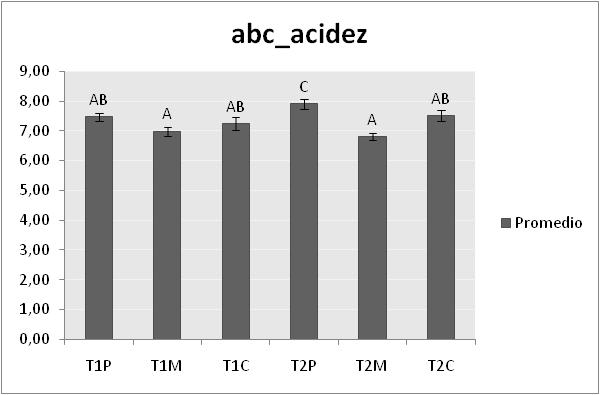 abc_acidez
9,00
8,00
7,00
6,00
5,00
4,00
3,00
2,00
1,00
0,00
AB A AB C A AB
T1P T1M T1C T2P T2M T2C
Promedio